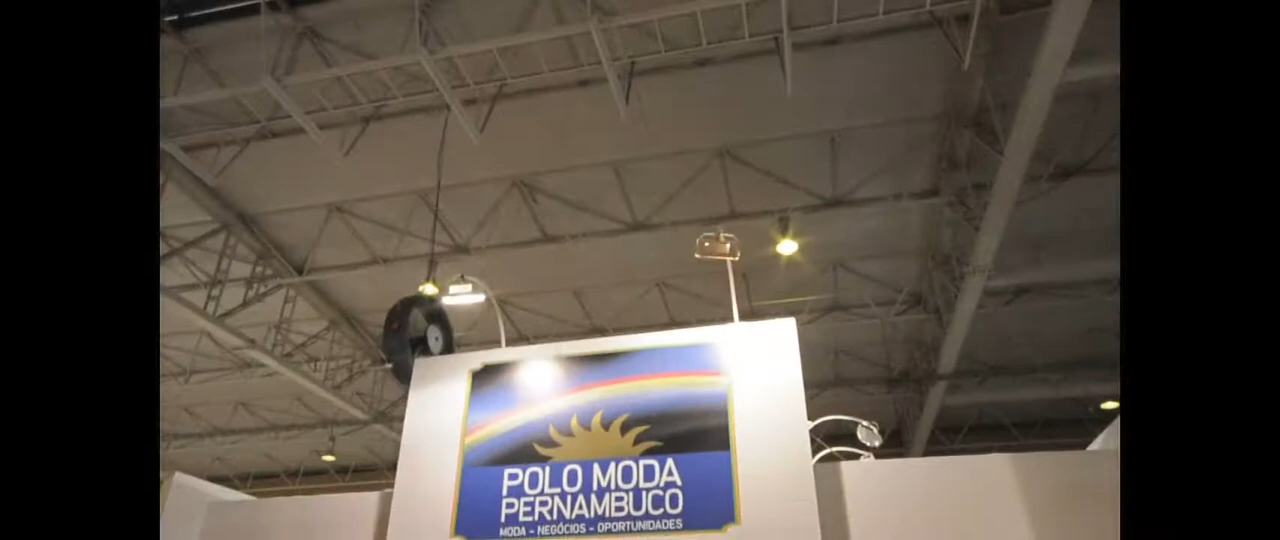 POLO MODA
PERNAMBUCO
MODA - NEGÓCIOS - OPORTUNIDADES